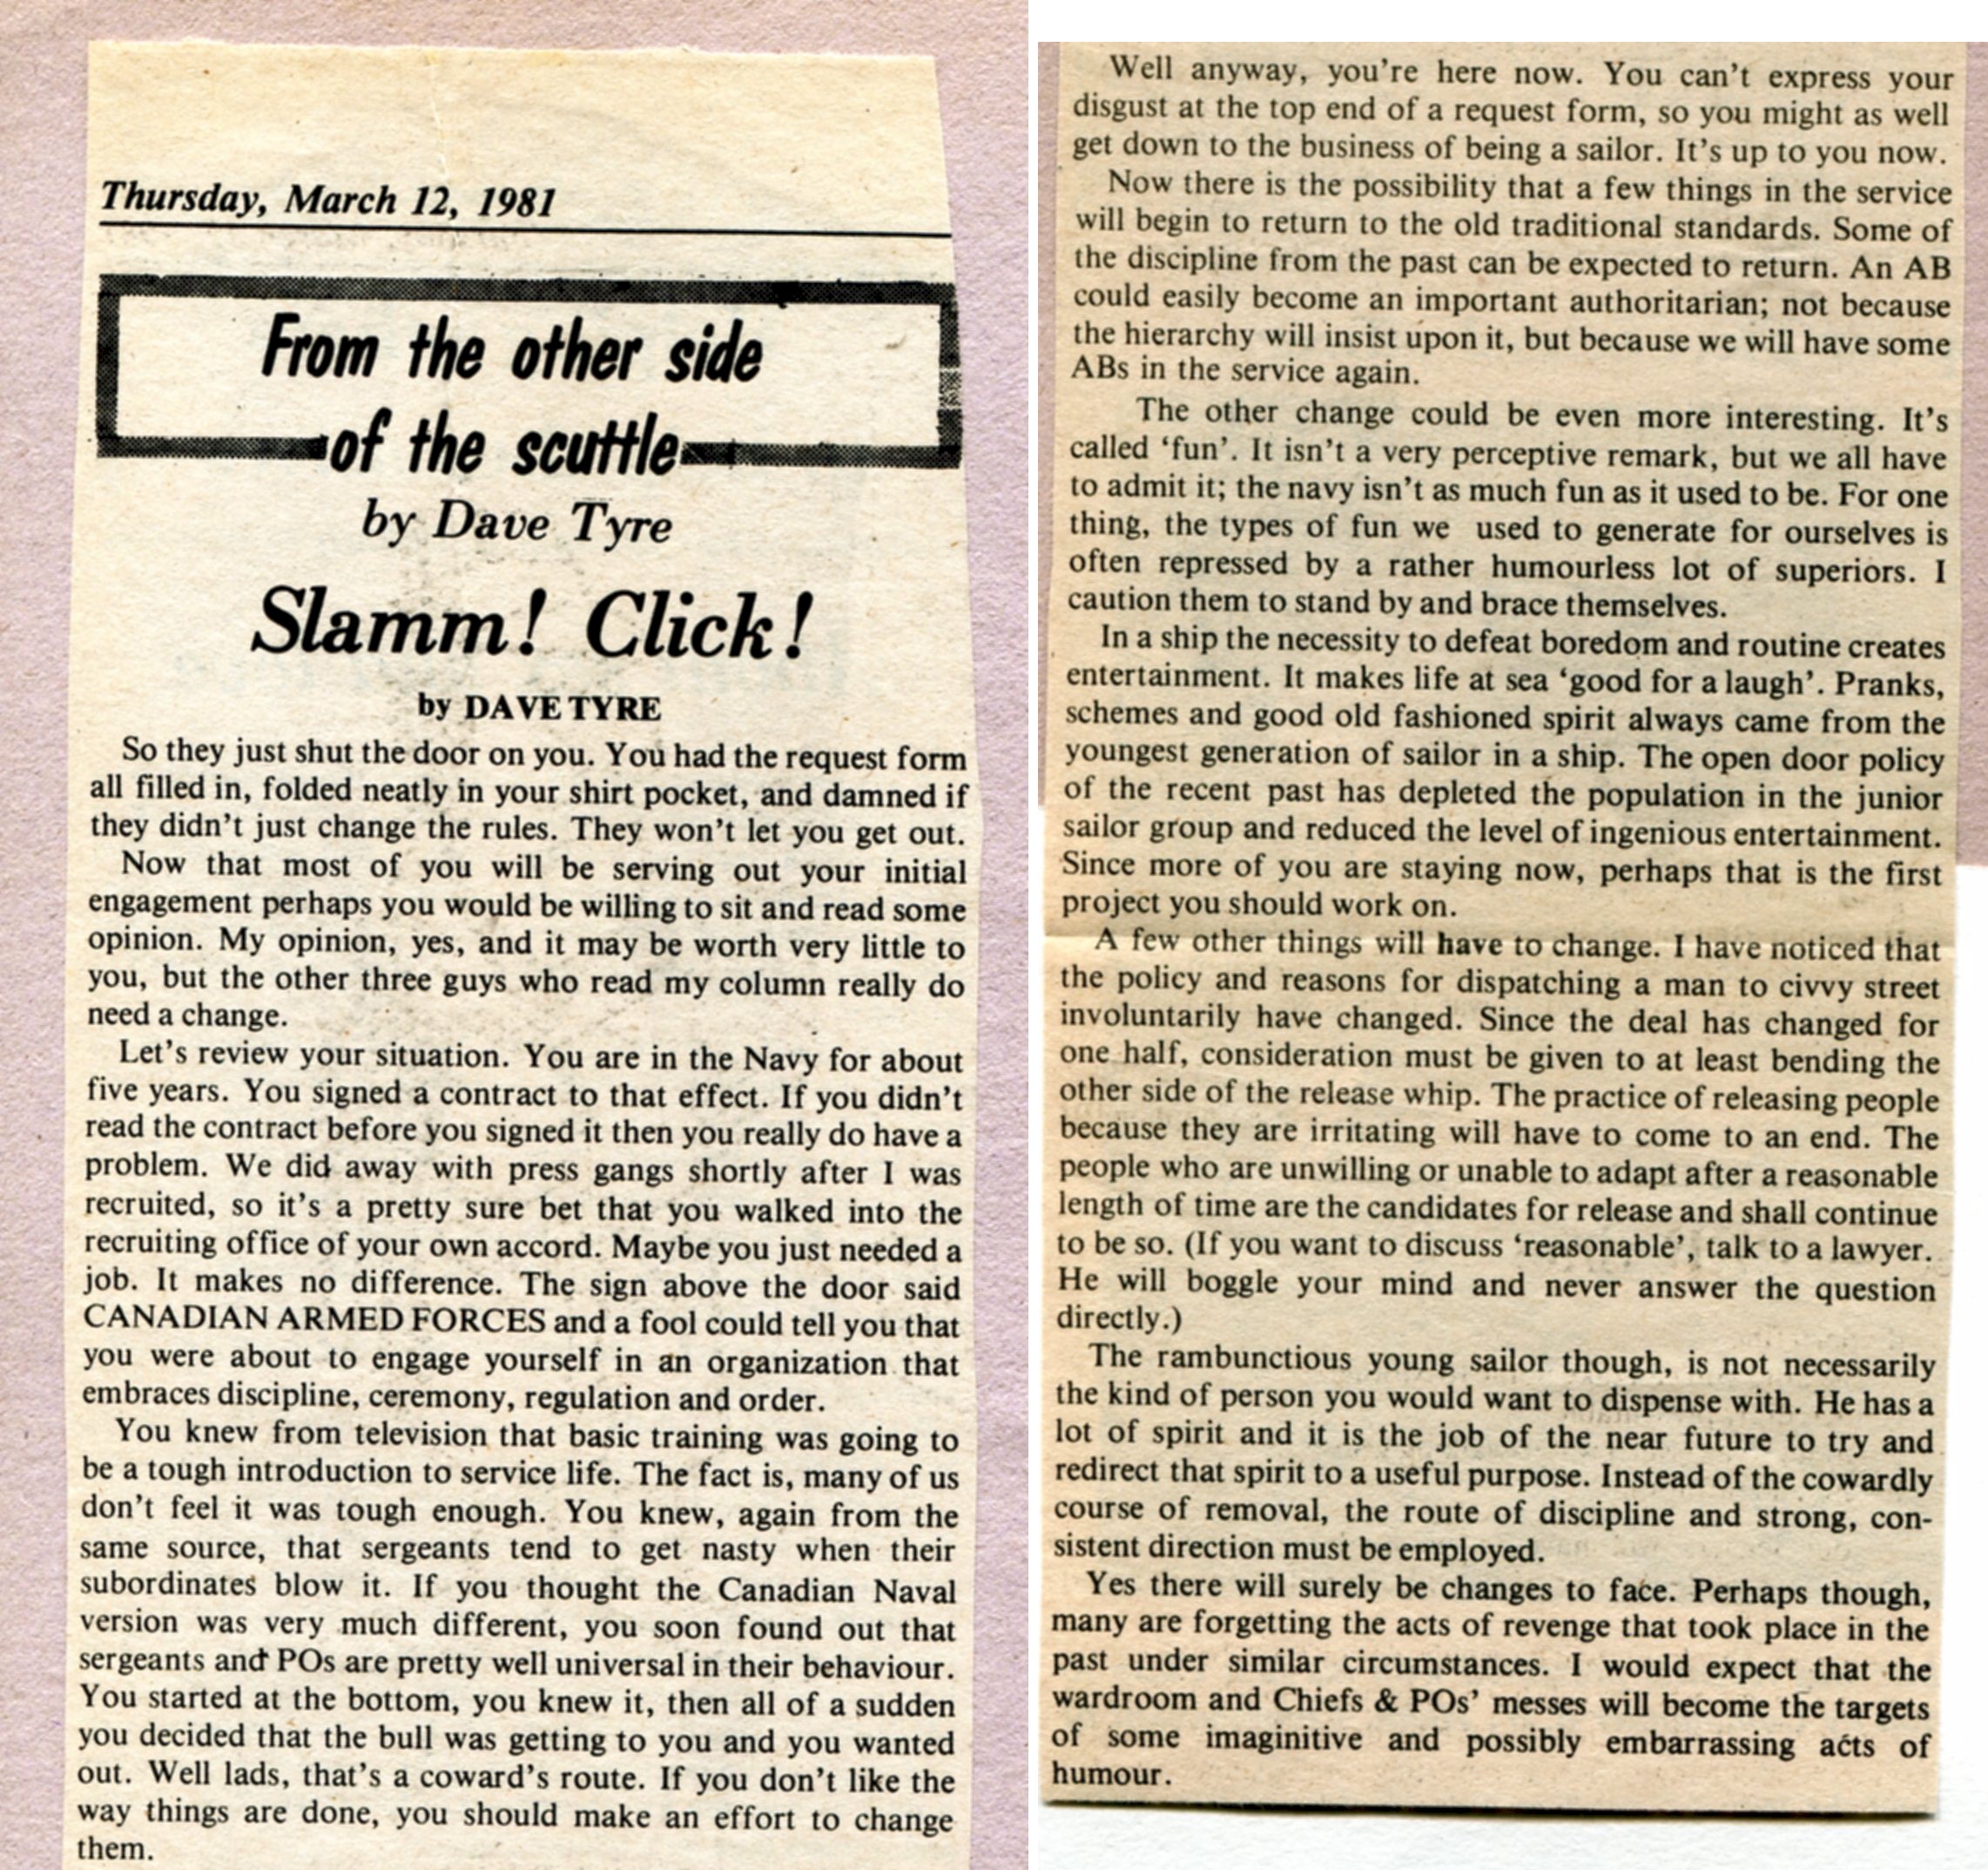 Thursday, March 12, 1981
From the other side
of the scuttle
by Dave Tyre
Slamm! Click!
by DAVE TYRE
So they just shut the door on you. You had the request form
all filled in, folded neatly in your shirt pocket, and damned if
they didn't just change the rules. They won't let you get out.
Now that most of you will be serving out your initial
engagement perhaps you would be willing to sit and read some
opinion. My opinion, yes, and it may be worth very little to
you, but the other three guys who read my column really do
need a change.
Let's review your situation. You are in the Navy for about
five years. You signed a contract to that effect. If you didn't
read the contract before you signed it then you really do have a
problem. We did away with press gangs shortly after I was
recruited, so it's a pretty sure bet that you walked into the
recruiting office of your own accord. Maybe you just needed a
job. It makes no difference. The sign above the door said
CANADIAN ARMED FORCES and a fool could tell you that
you were about to engage yourself in an organization that
embraces discipline, ceremony, regulation and order.
You knew from television that basic training was going to
be a tough introduction to service life. The fact is, many of us
don't feel it was tough enough. You knew, again from the
same source, that sergeants tend to get nasty when their
subordinates blow it. If you thought the Canadian Naval
version was very much different, you soon found out that
sergeants and POs are pretty well universal in their behaviour.
You started at the bottom, you knew it, then all of a sudden
you decided that the bull was getting to you and you wanted
out. Well lads, that's a coward's route. If you don't like the
way things are done, you should make an effort to change
them.
Well anyway, you're here now. You can't express your
disgust at the top end of a request form, so you might as well
get down to the business of being a sailor. It's up to you now.
Now there is the possibility that a few things in the service
will begin to return to the old traditional standards. Some of
the discipline from the past can be expected to return. An AB
could easily become an important authoritarian; not because
the hierarchy will insist upon it, but because we will have some
ABs in the service again.
The other change could be even more interesting. It's
called 'fun'. It isn't a very perceptive remark, but we all have
to admit it; the navy isn't as much fun as it used to be. For one
thing, the types of fun we used to generate for ourselves is
often repressed by a rather humourless lot of superiors. I
caution them to stand by and brace themselves.
In a ship the necessity to defeat boredom and routine creates
entertainment. It makes life at sea 'good for a laugh'. Pranks,
schemes and good old fashioned spirit always came from the
youngest generation of sailor in a ship. The open door policy
of the recent past has depleted the population in the junior
sailor group and reduced the level of ingenious entertainment.
Since more of you are staying now, perhaps that is the first
project you should work on.
A few other things will have to change. I have noticed that
the policy and reasons for dispatching a man to civvy street
involuntarily have changed. Since the deal has changed for
one half, consideration must be given to at least bending the
other side of the release whip. The practice of releasing people
because they are irritating will have to come to an end. The
people who are unwilling or unable to adapt after a reasonable
length of time are the candidates for release and shall continue
to be so. (If you want to discuss 'reasonable', talk to a lawyer.
He will boggle your mind and never answer the question
directly.)
The rambunctious young sailor though, is not necessarily
the kind of person you would want to dispense with. He has a
lot of spirit and it is the job of the near future to try and
redirect that spirit to a useful purpose. Instead of the cowardly
course of removal, the route of discipline and strong, con-
sistent direction must be employed.
Yes there will surely be changes to face. Perhaps though,
many are forgetting the acts of revenge that took place in the
past under similar circumstances. I would expect that the
wardroom and Chiefs & POs' messes will become the targets
of some imaginitive and possibly embarrassing acts of
humour.